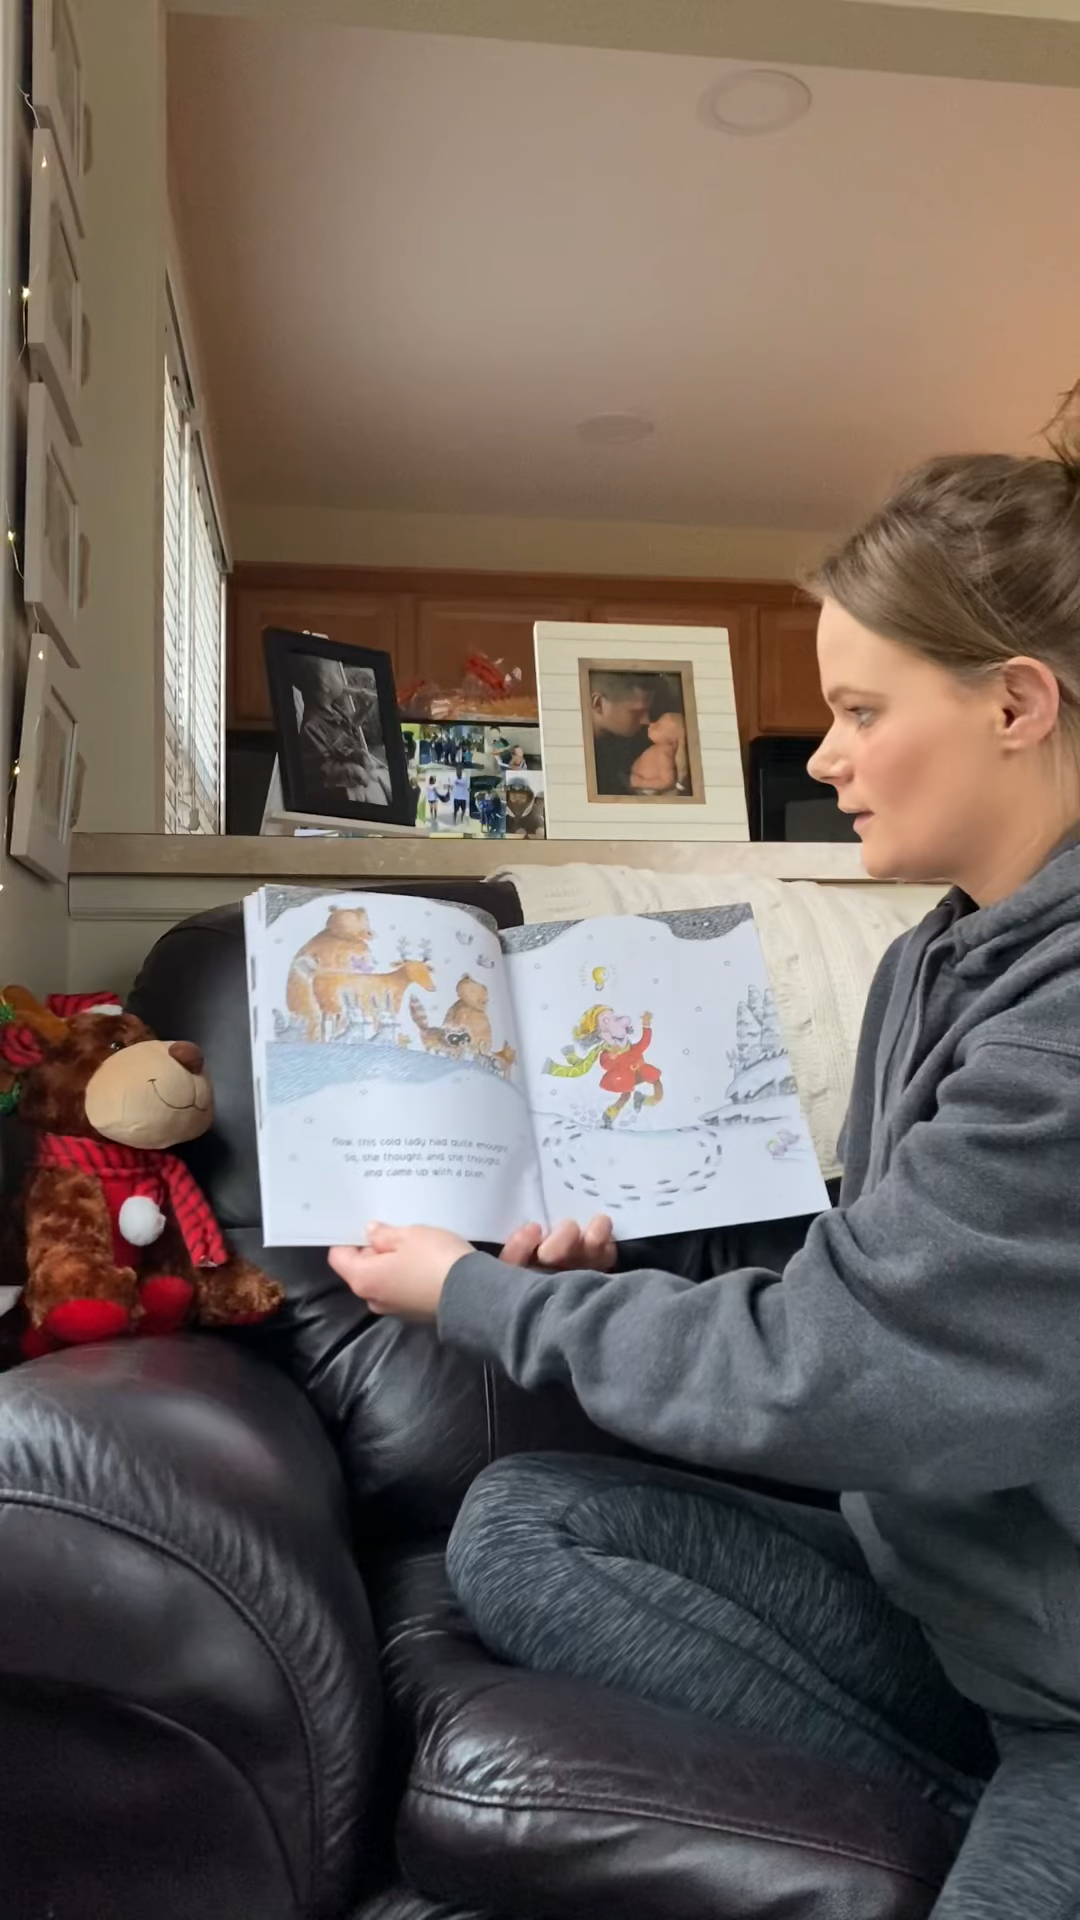 Now, this cold lady had quite enough!
So, she thought and she thought
and came up with a plan.